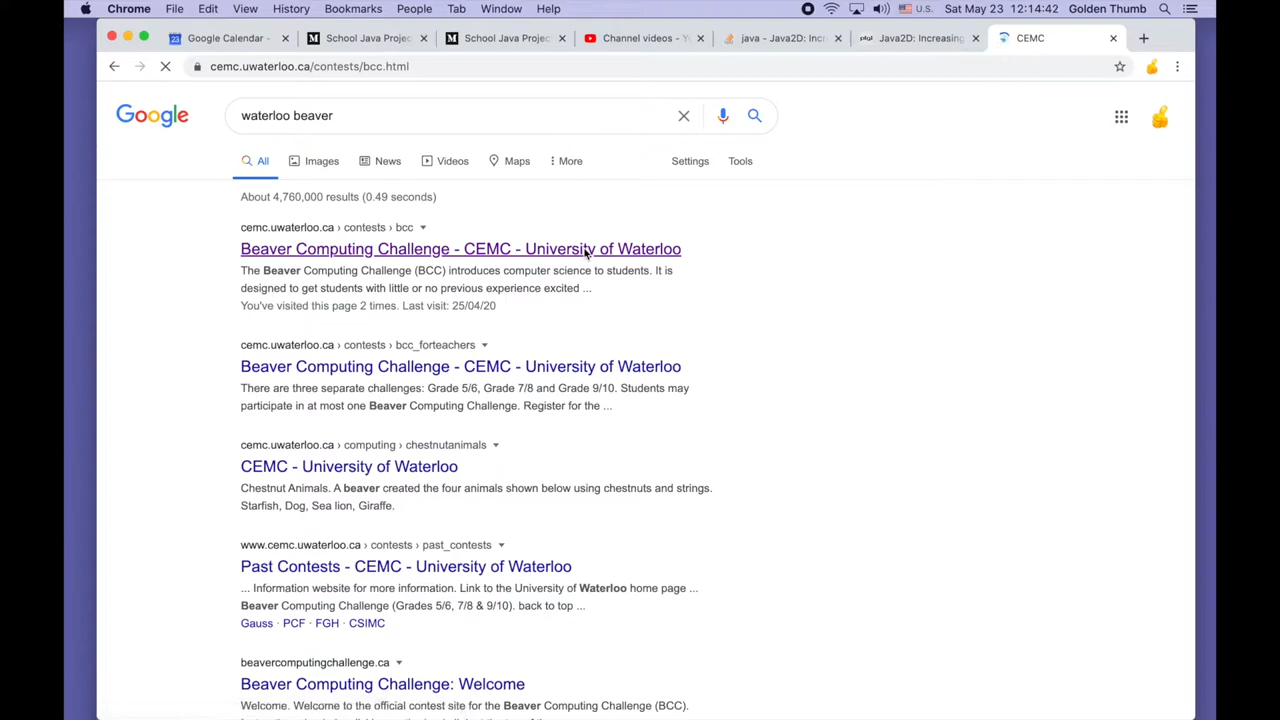 Chrome File Edit View History Bookmarks People Tab Window Help U.S. Sat May 23 12:14:42 Golden Thumb
Google Calendar - School Java Projec School Java Projec Channel videos - Yo java - Java2D: Incre Java2D: Increasing CEMC
cemc.uwaterloo.ca/contests/bcc.html
Google waterloo beaver
All Images News Videos Maps More Settings Tools
About 4,760,000 results (0.49 seconds)
cemc.uwaterloo.ca › contests › bcc
Beaver Computing Challenge - CEMC - University of Waterloo
The Beaver Computing Challenge (BCC) introduces computer science to students. It is
designed to get students with little or no previous experience excited ...
You've visited this page 2 times. Last visit: 25/04/20
cemc.uwaterloo.ca › contests › bcc_forteachers
Beaver Computing Challenge - CEMC - University of Waterloo
There are three separate challenges: Grade 5/6, Grade 7/8 and Grade 9/10. Students may
participate in at most one Beaver Computing Challenge. Register for the ...
cemc.uwaterloo.ca › computing › chestnutanimals
CEMC - University of Waterloo
Chestnut Animals. A beaver created the four animals shown below using chestnuts and strings.
Starfish, Dog, Sea lion, Giraffe.
www.cemc.uwaterloo.ca › contests › past_contests
Past Contests - CEMC - University of Waterloo
... Information website for more information. Link to the University of Waterloo home page ...
Beaver Computing Challenge (Grades 5/6, 7/8 & 9/10). back to top ...
Gauss · PCF · FGH · CSIMC
beavercomputingchallenge.ca
Beaver Computing Challenge: Welcome
Welcome. Welcome to the official contest site for the Beaver Computing Challenge (BCC).